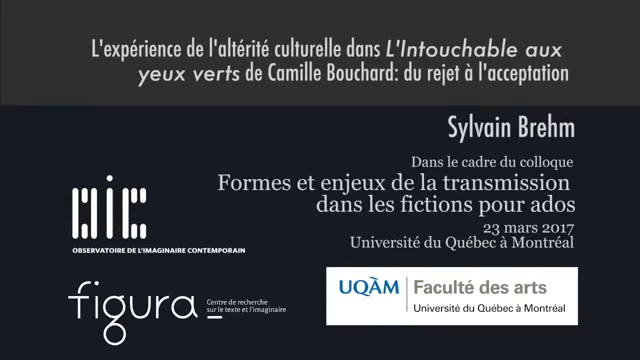 L'expérience de l'altérité culturelle dans L'Intouchable aux
yeux verts de Camille Bouchard: du rejet à l'acceptation
Sylvain Brehm
Dans le cadre du colloque
Formes et enjeux de la transmission
dans les fictions pour ados
23 mars 2017
Université du Québec à Montréal
oic
OBSERVATOIRE DE L'IMAGINAIRE CONTEMPORAIN
figura
Centre de recherche
sur le texte et l'imaginaire
UQÀM
Faculté des arts
Université du Québec à Montréal